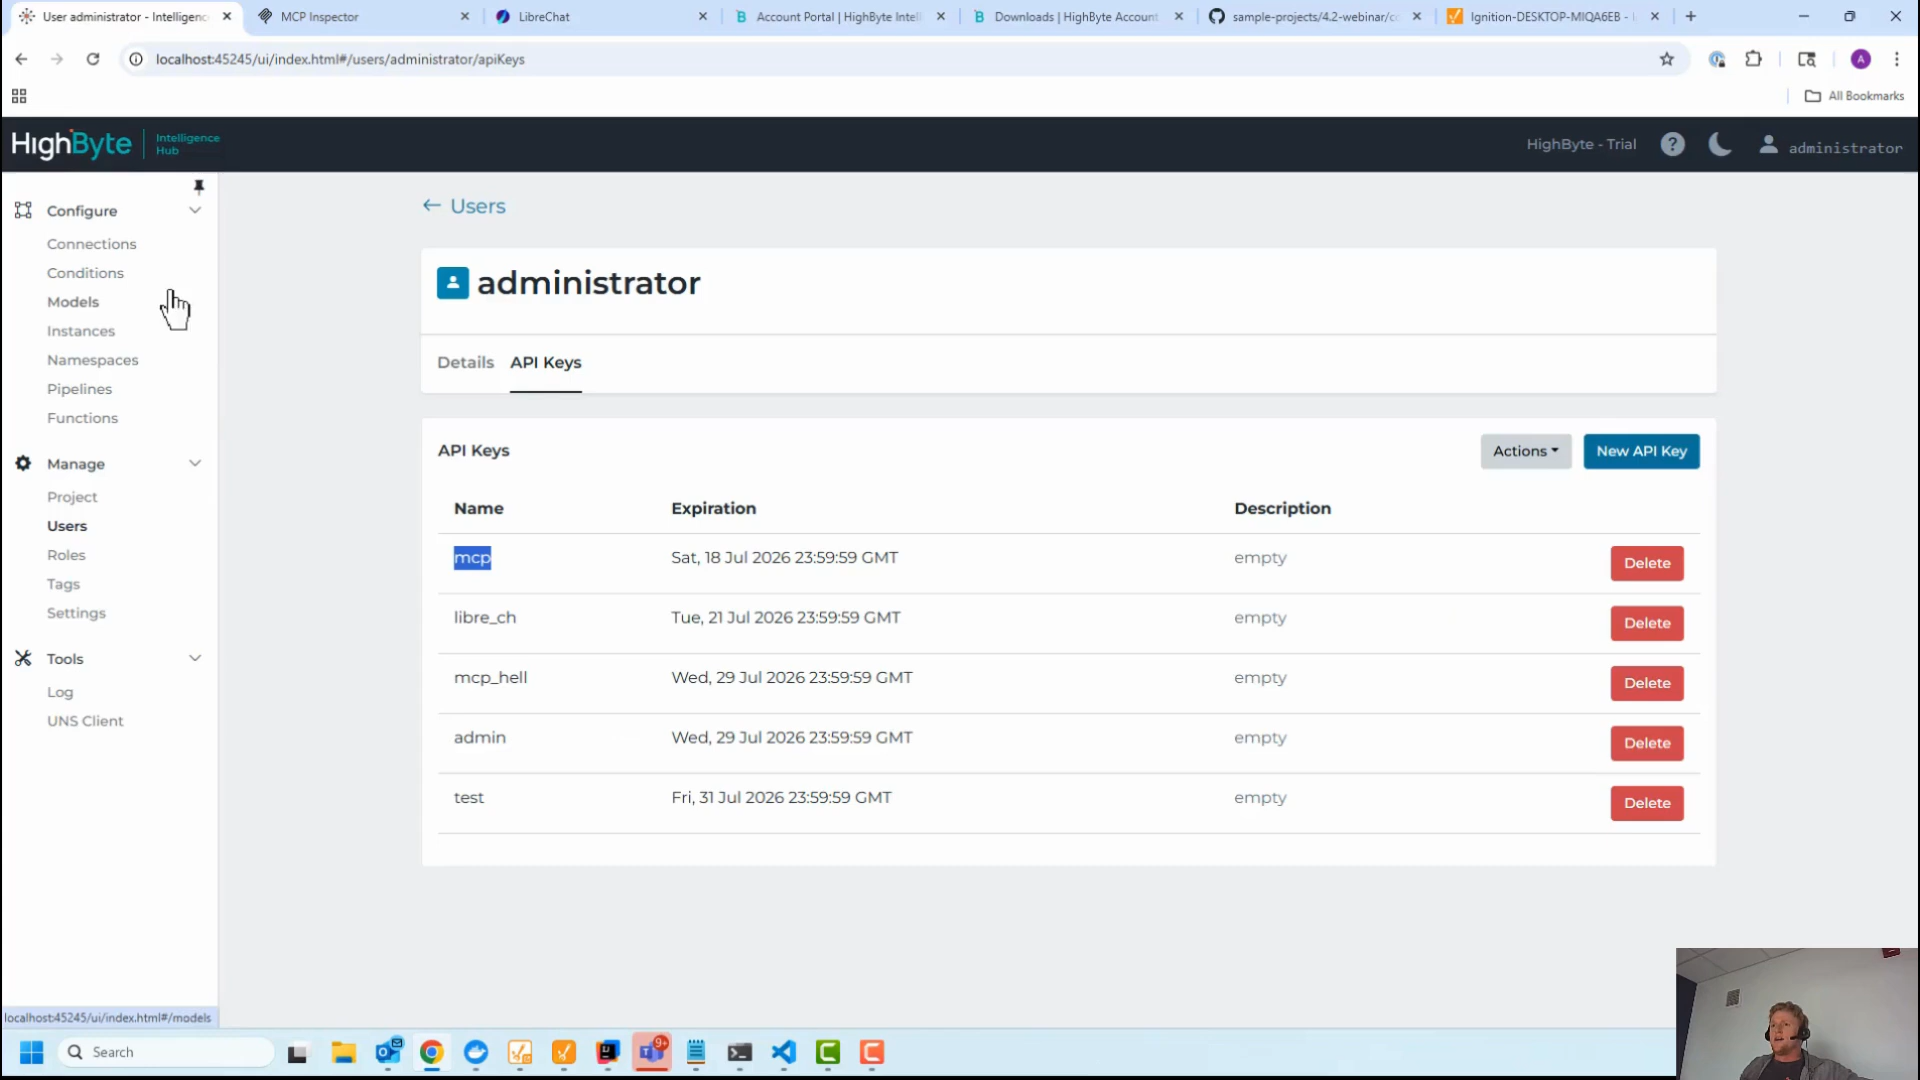 User administrator - Intelligenc
MCP Inspector
LibreChat
Account Portal | HighByte Intelli
Downloads | HighByte Account
sample-projects/4.2-webinar/co
Ignition-DESKTOP-MIQA6EB -
localhost:45245/ui/index.html#/users/administrator/apiKeys
A
All Bookmarks
HighByte
Intelligence
Hub
HighByte - Trial
?
administrator
Configure
Connections
Conditions
Models
Instances
Namespaces
Pipelines
Functions
Manage
Project
Users
Roles
Tags
Settings
Tools
Log
UNS Client
← Users
administrator
Details
API Keys
API Keys
Actions
New API Key
Name
Expiration
Description
mcp
Sat, 18 Jul 2026 23:59:59 GMT
empty
Delete
libre_ch
Tue, 21 Jul 2026 23:59:59 GMT
empty
Delete
mcp_hell
Wed, 29 Jul 2026 23:59:59 GMT
empty
Delete
admin
Wed, 29 Jul 2026 23:59:59 GMT
empty
Delete
test
Fri, 31 Jul 2026 23:59:59 GMT
empty
Delete
localhost:45245/ui/index.html#/models
Search
9+